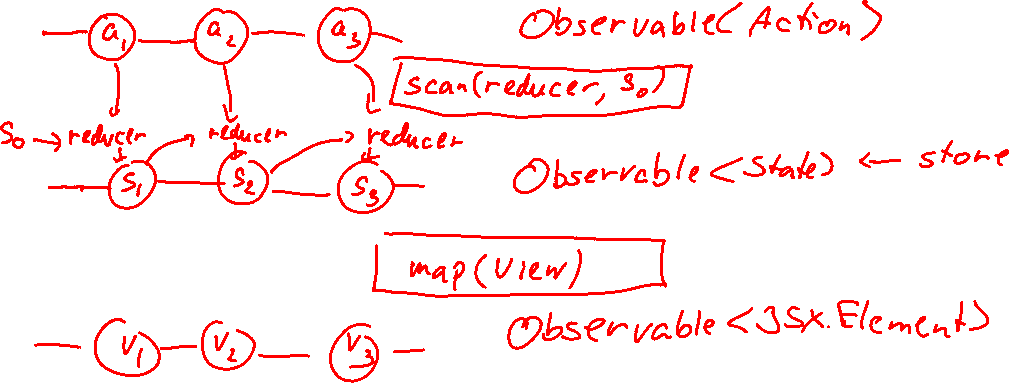 a1 a2 a3 Observable<Action>
scan(reducer, s0)
S0 → reducer reducer reducer
S1 S2 S3 Observable<State> ← store
map(view)
V1 V2 V3 Observable<JSX.Element>